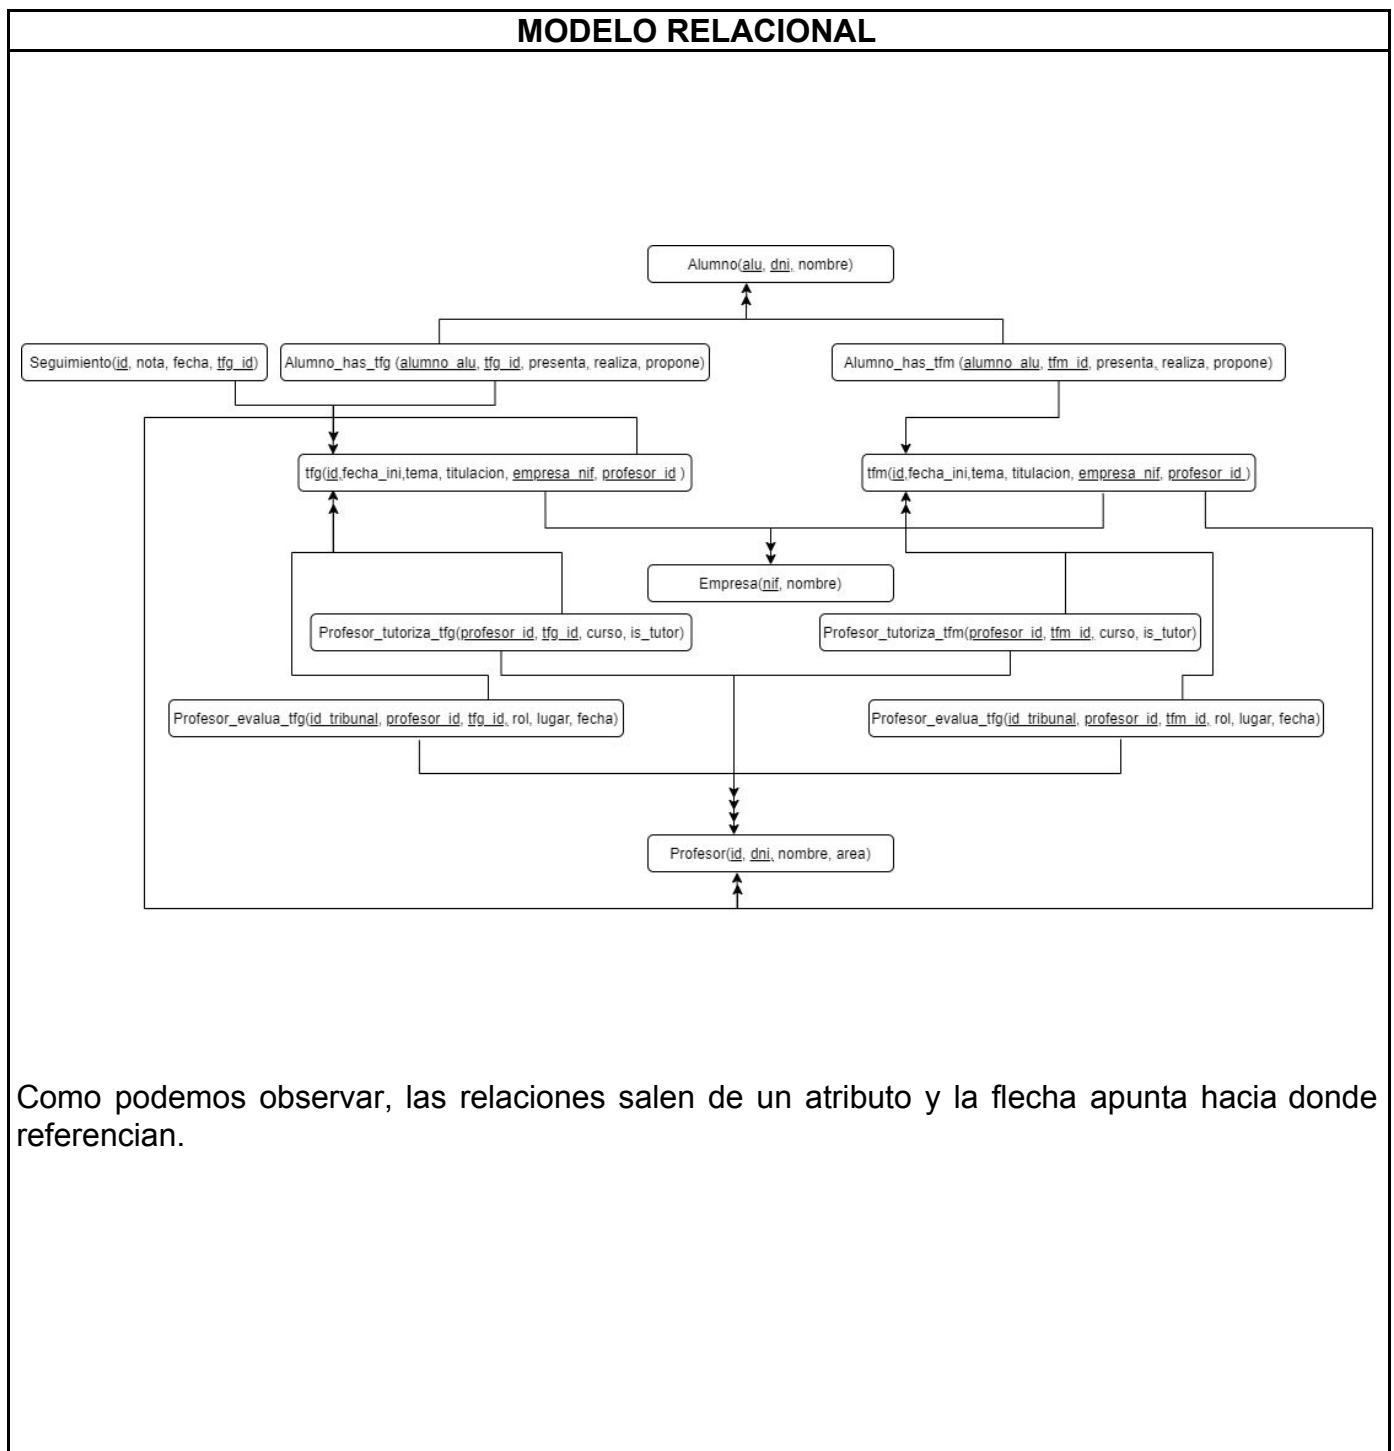 MODELO RELACIONAL
Alumno(alu, dni, nombre)
Seguimiento(id, nota, fecha, tfg_id)
Alumno_has_tfg (alumno_alu, tfg_id, presenta, realiza, propone)
Alumno_has_tfm (alumno_alu, tfm_id, presenta, realiza, propone)
tfg(id,fecha_ini,tema, titulacion, empresa_nif, profesor_id )
tfm(id,fecha_ini,tema, titulacion, empresa_nif, profesor_id )
Empresa(nif, nombre)
Profesor_tutoriza_tfg(profesor_id, tfg_id, curso, is_tutor)
Profesor_tutoriza_tfm(profesor_id, tfm_id, curso, is_tutor)
Profesor_evalua_tfg(id_tribunal, profesor_id, tfg_id, rol, lugar, fecha)
Profesor_evalua_tfg(id_tribunal, profesor_id, tfm_id, rol, lugar, fecha)
Profesor(id, dni, nombre, area)
Como podemos observar, las relaciones salen de un atributo y la flecha apunta hacia donde
referencian.